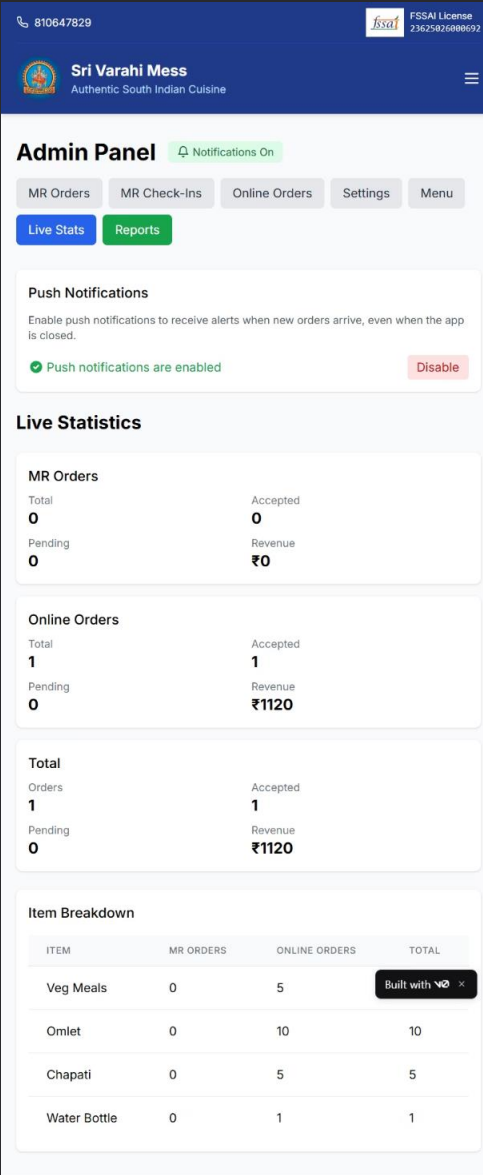 810647829
fssai
FSSAI License
23625026000692
Sri Varahi Mess
Authentic South Indian Cuisine
Admin Panel
Notifications On
MR Orders
MR Check-Ins
Online Orders
Settings
Menu
Live Stats
Reports
Push Notifications
Enable push notifications to receive alerts when new orders arrive, even when the app
is closed.
Push notifications are enabled
Disable
Live Statistics
MR Orders
Total Accepted
0 0
Pending Revenue
0 ₹0
Online Orders
Total Accepted
1 1
Pending Revenue
0 ₹1120
Total
Orders Accepted
1 1
Pending Revenue
0 ₹1120
Item Breakdown
ITEM MR ORDERS ONLINE ORDERS TOTAL
Veg Meals 0 5
Built with v0 ×
Omlet 0 10 10
Chapati 0 5 5
Water Bottle 0 1 1